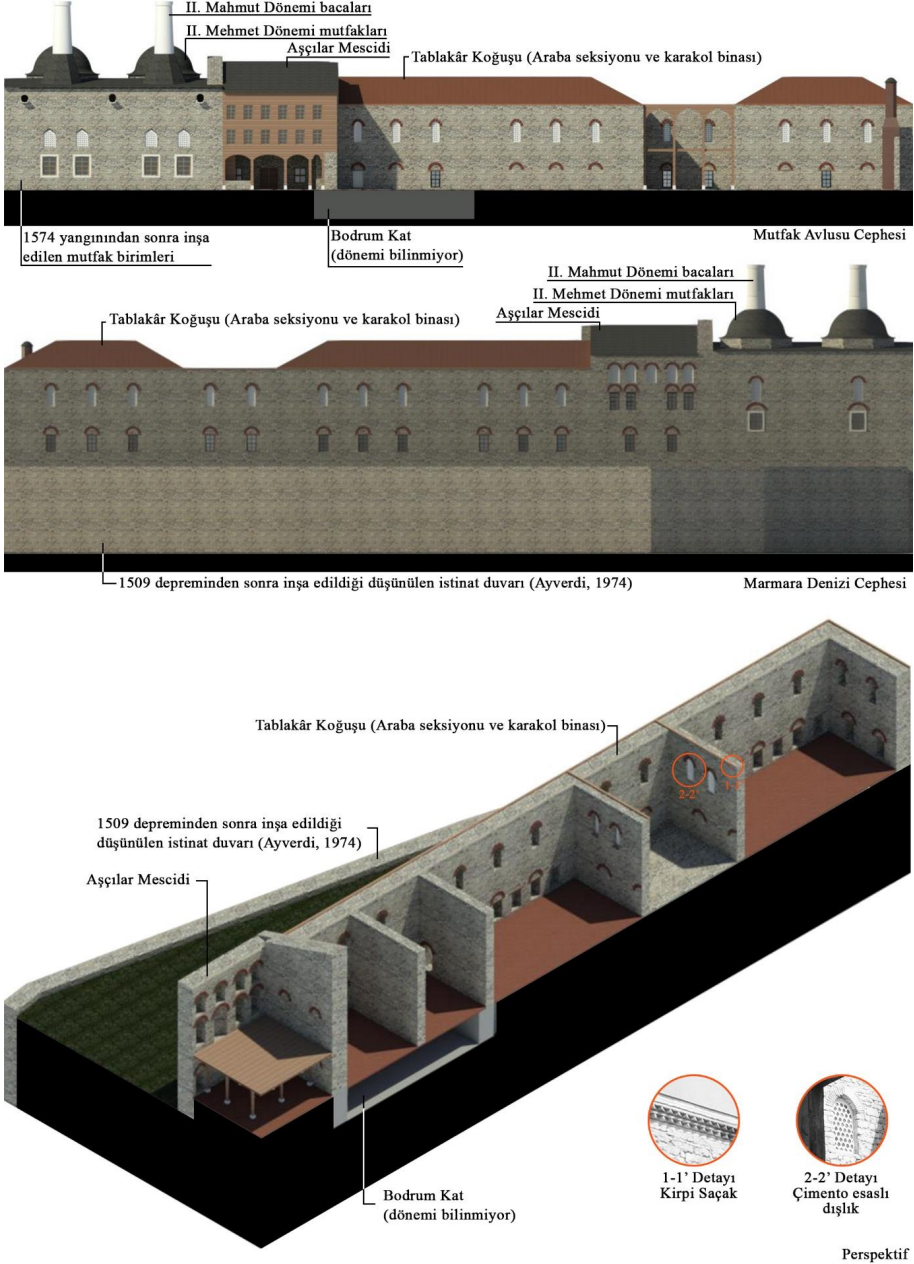 II. Mahmut Dönemi bacaları
II. Mehmet Dönemi mutfakları
Aşçılar Mescidi
Tablakâr Koğuşu (Araba seksiyonu ve karakol binası)
1574 yangınından sonra inşa
edilen mutfak birimleri
Bodrum Kat
(dönemi bilinmiyor)
Mutfak Avlusu Cephesi
II. Mahmut Dönemi bacaları
II. Mehmet Dönemi mutfakları
Aşçılar Mescidi
Tablakâr Koğuşu (Araba seksiyonu ve karakol binası)
1509 depreminden sonra inşa edildiği düşünülen istinat duvarı (Ayverdi, 1974)
Marmara Denizi Cephesi
Tablakâr Koğuşu (Araba seksiyonu ve karakol binası)
2-2'
1-1'
1509 depreminden sonra inşa edildiği
düşünülen istinat duvarı (Ayverdi, 1974)
Aşçılar Mescidi
Bodrum Kat
(dönemi bilinmiyor)
1-1’ Detayı
Kirpi Saçak
2-2’ Detayı
Çimento esaslı
dışlık
Perspektif